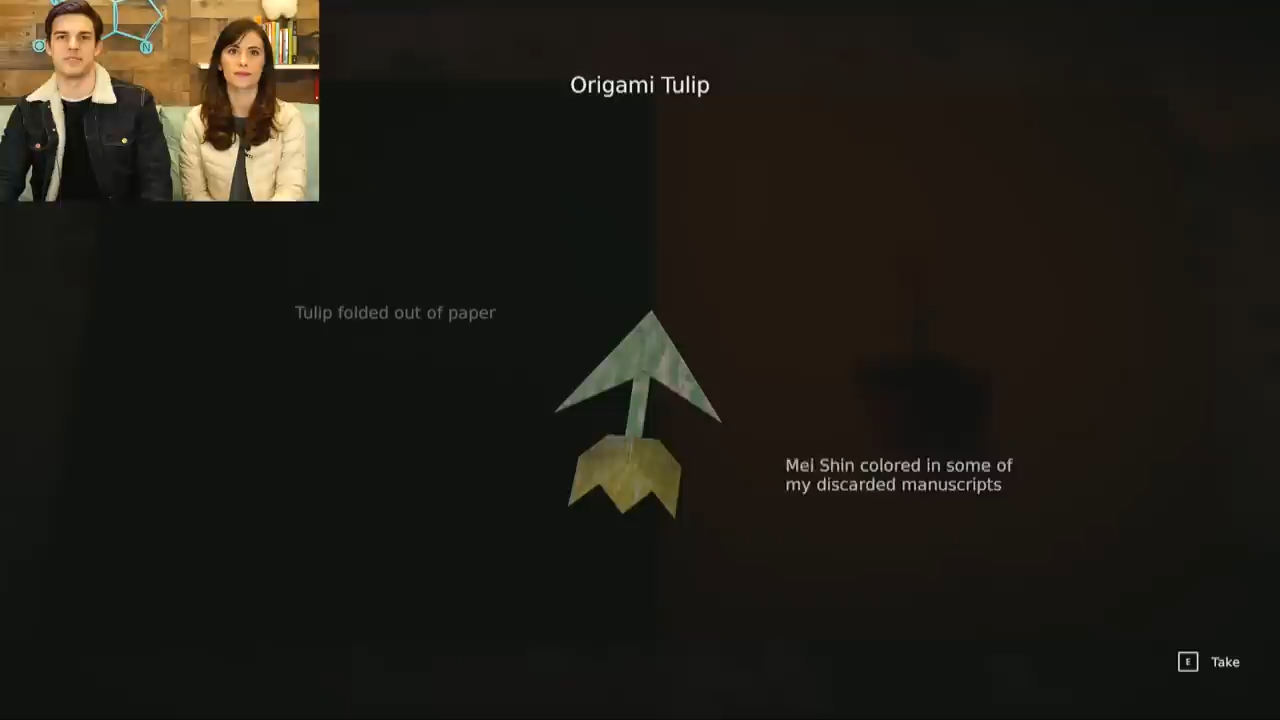 Origami Tulip
Tulip folded out of paper
Mei Shin colored in some of
my discarded manuscripts
E Take
N